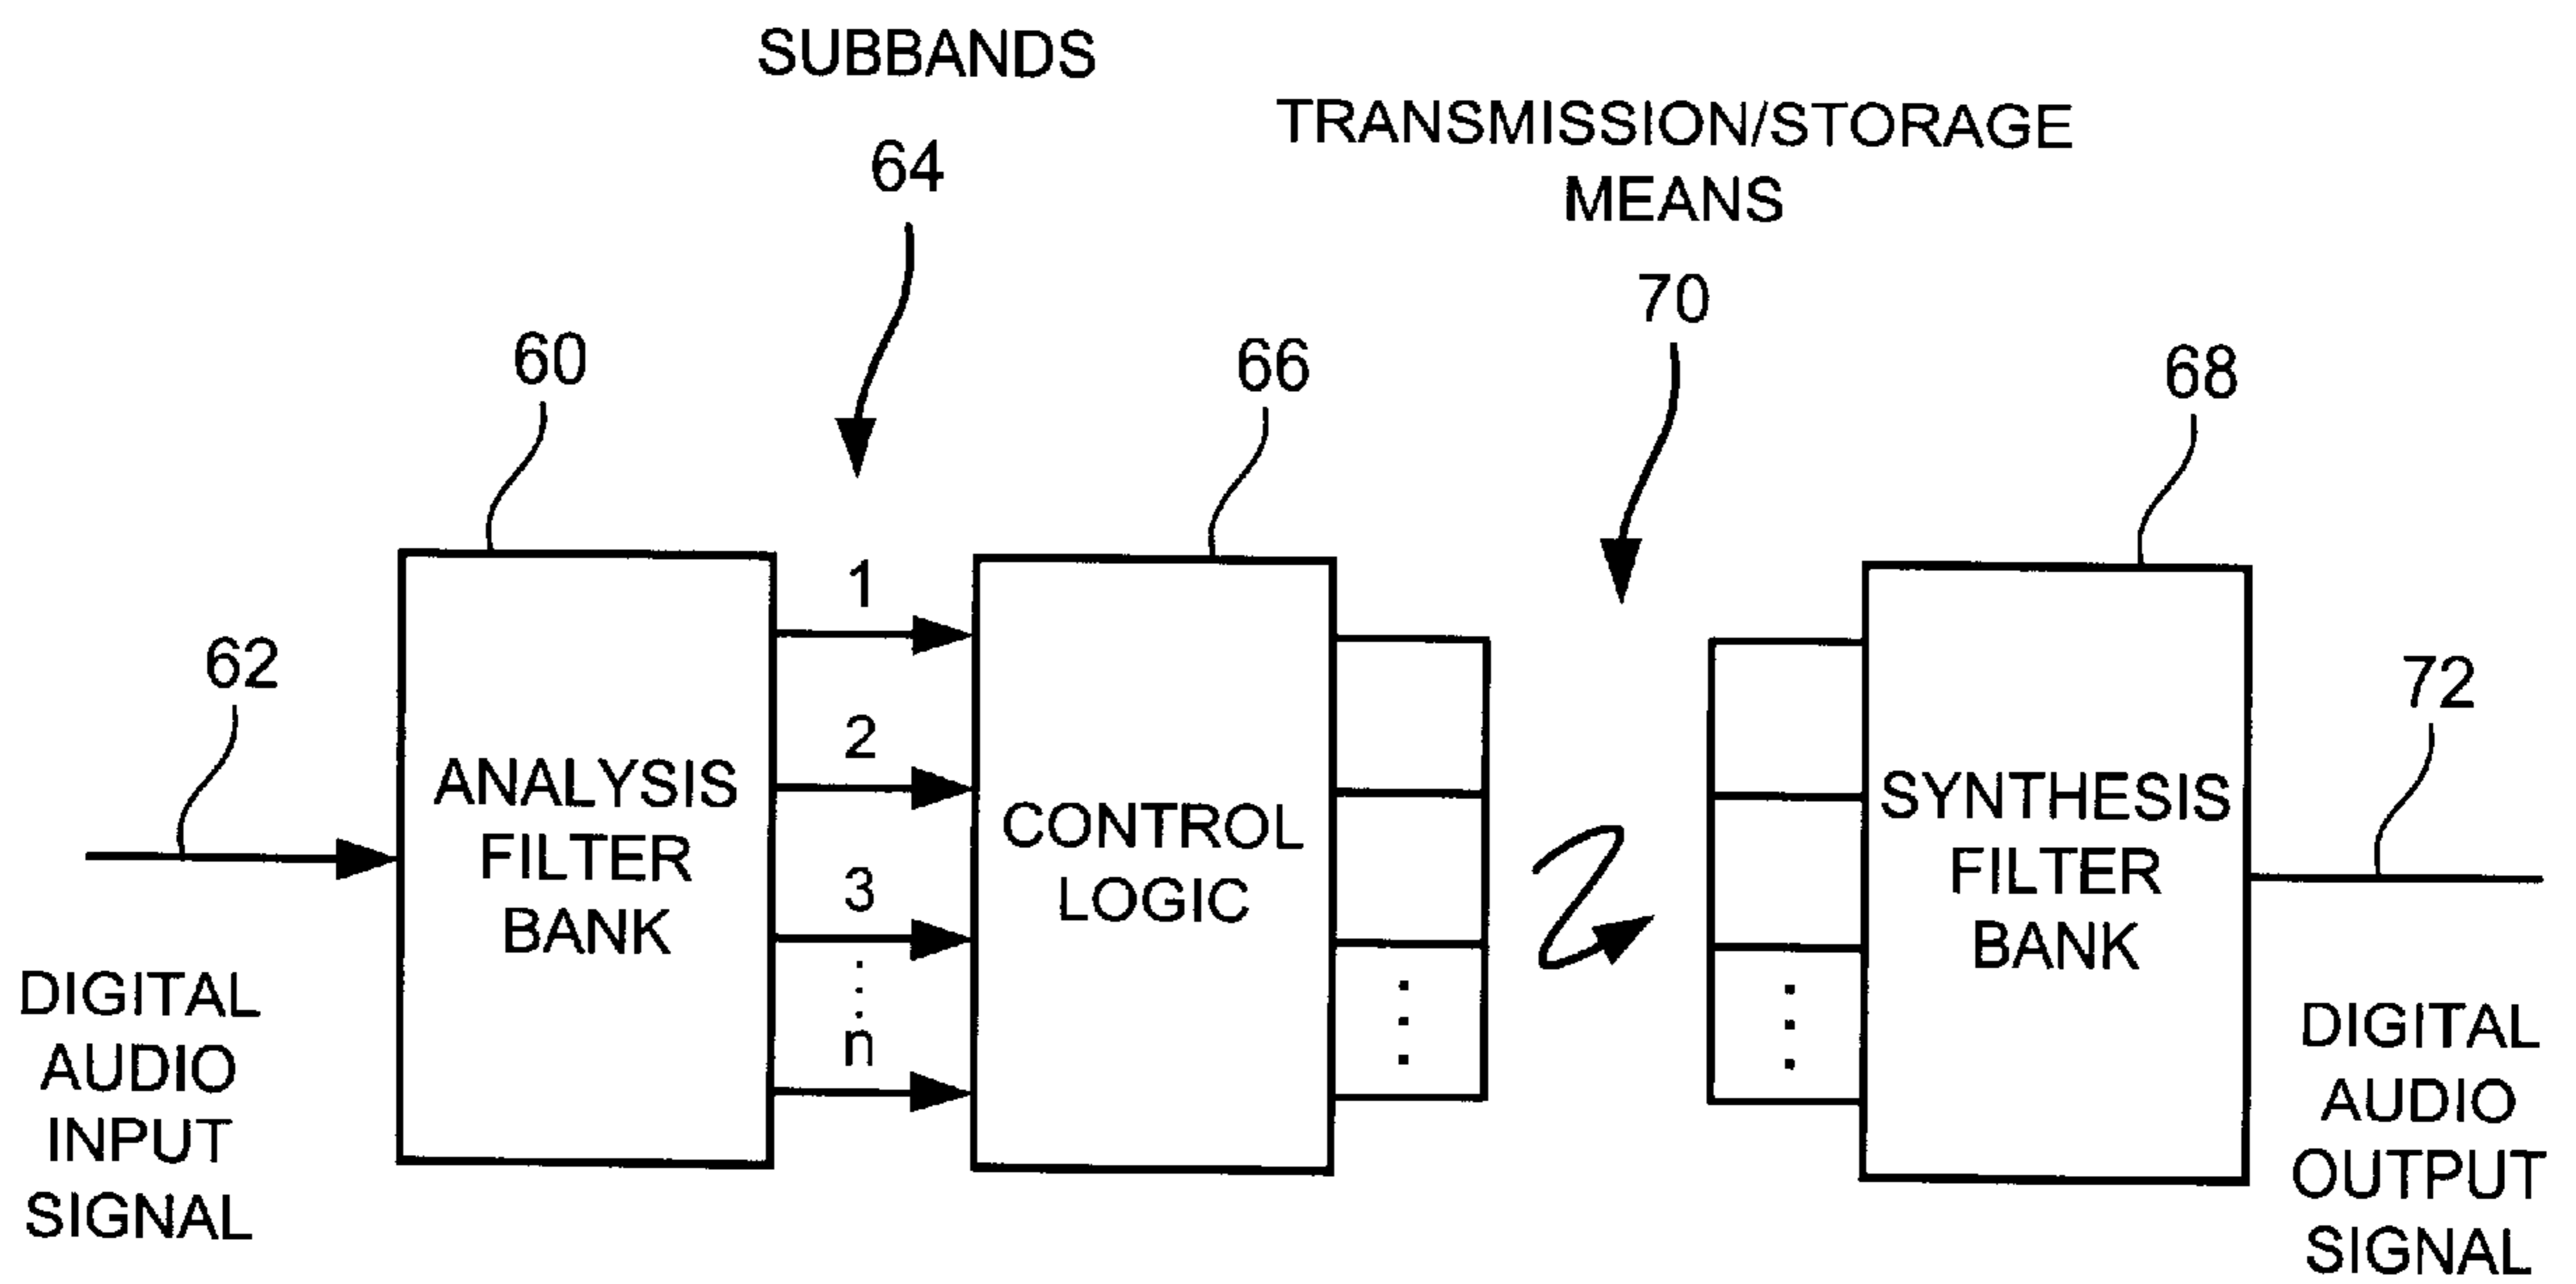 SUBBANDS
64
TRANSMISSION/STORAGE
MEANS
70
60
66
68
62
72
1
2
3
n
ANALYSIS
FILTER
BANK
CONTROL
LOGIC
SYNTHESIS
FILTER
BANK
DIGITAL
AUDIO
INPUT
SIGNAL
DIGITAL
AUDIO
OUTPUT
SIGNAL